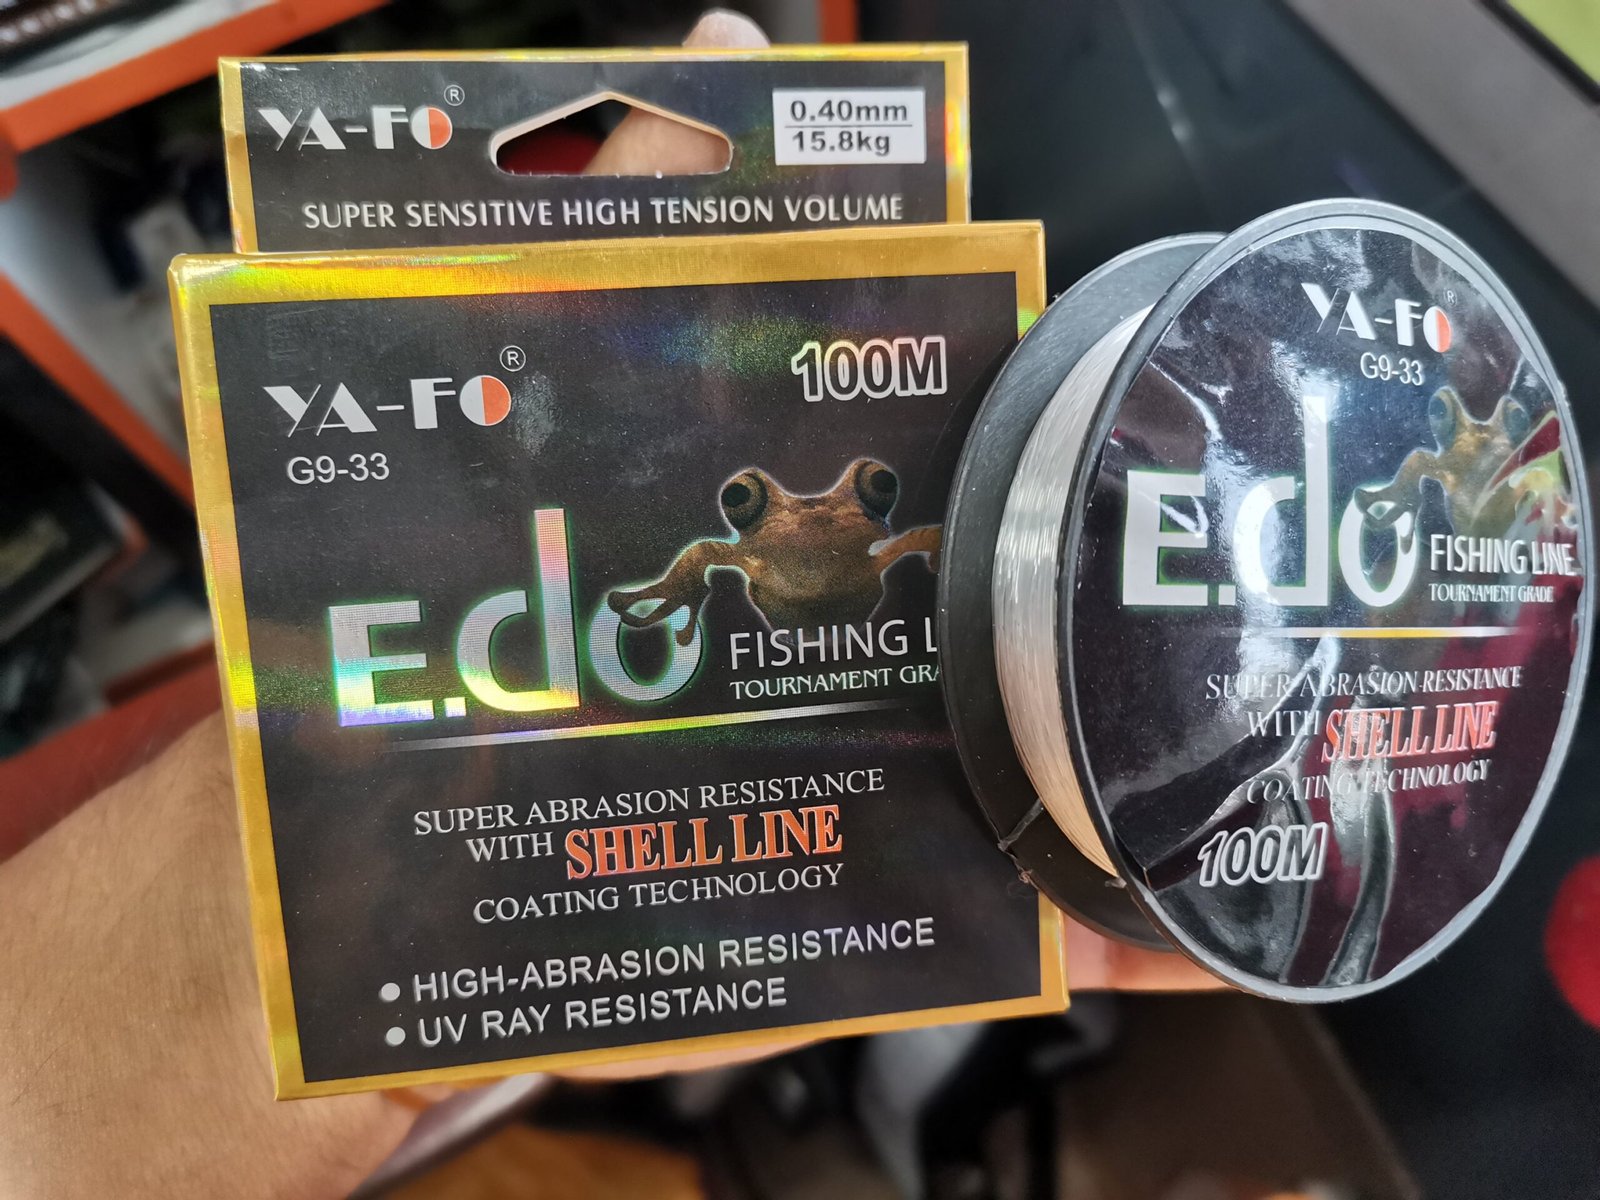 YA-FO®
0.40mm
15.8kg
SUPER SENSITIVE HIGH TENSION VOLUME
YA-FO®
G9-33
100M
E.do
FISHING L
TOURNAMENT GRA
SUPER ABRASION RESISTANCE
WITH SHELL LINE
COATING TECHNOLOGY
● HIGH-ABRASION RESISTANCE
● UV RAY RESISTANCE
YA-FO®
G9-33
E.do
FISHING LINE
TOURNAMENT GRADE
SUPER ABRASION RESISTANCE
WITH SHELL LINE
COATING TECHNOLOGY
100M